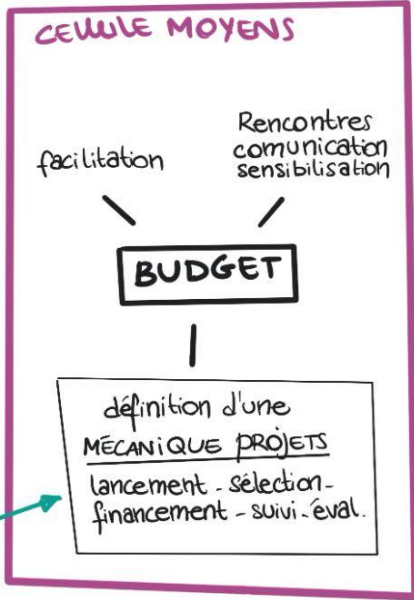 CELLULE MOYENS
facilitation
Rencontres
comunication
sensibilisation
BUDGET
définition d'une
MÉCANIQUE PROJETS
lancement - sélection -
financement - suivi - éval.